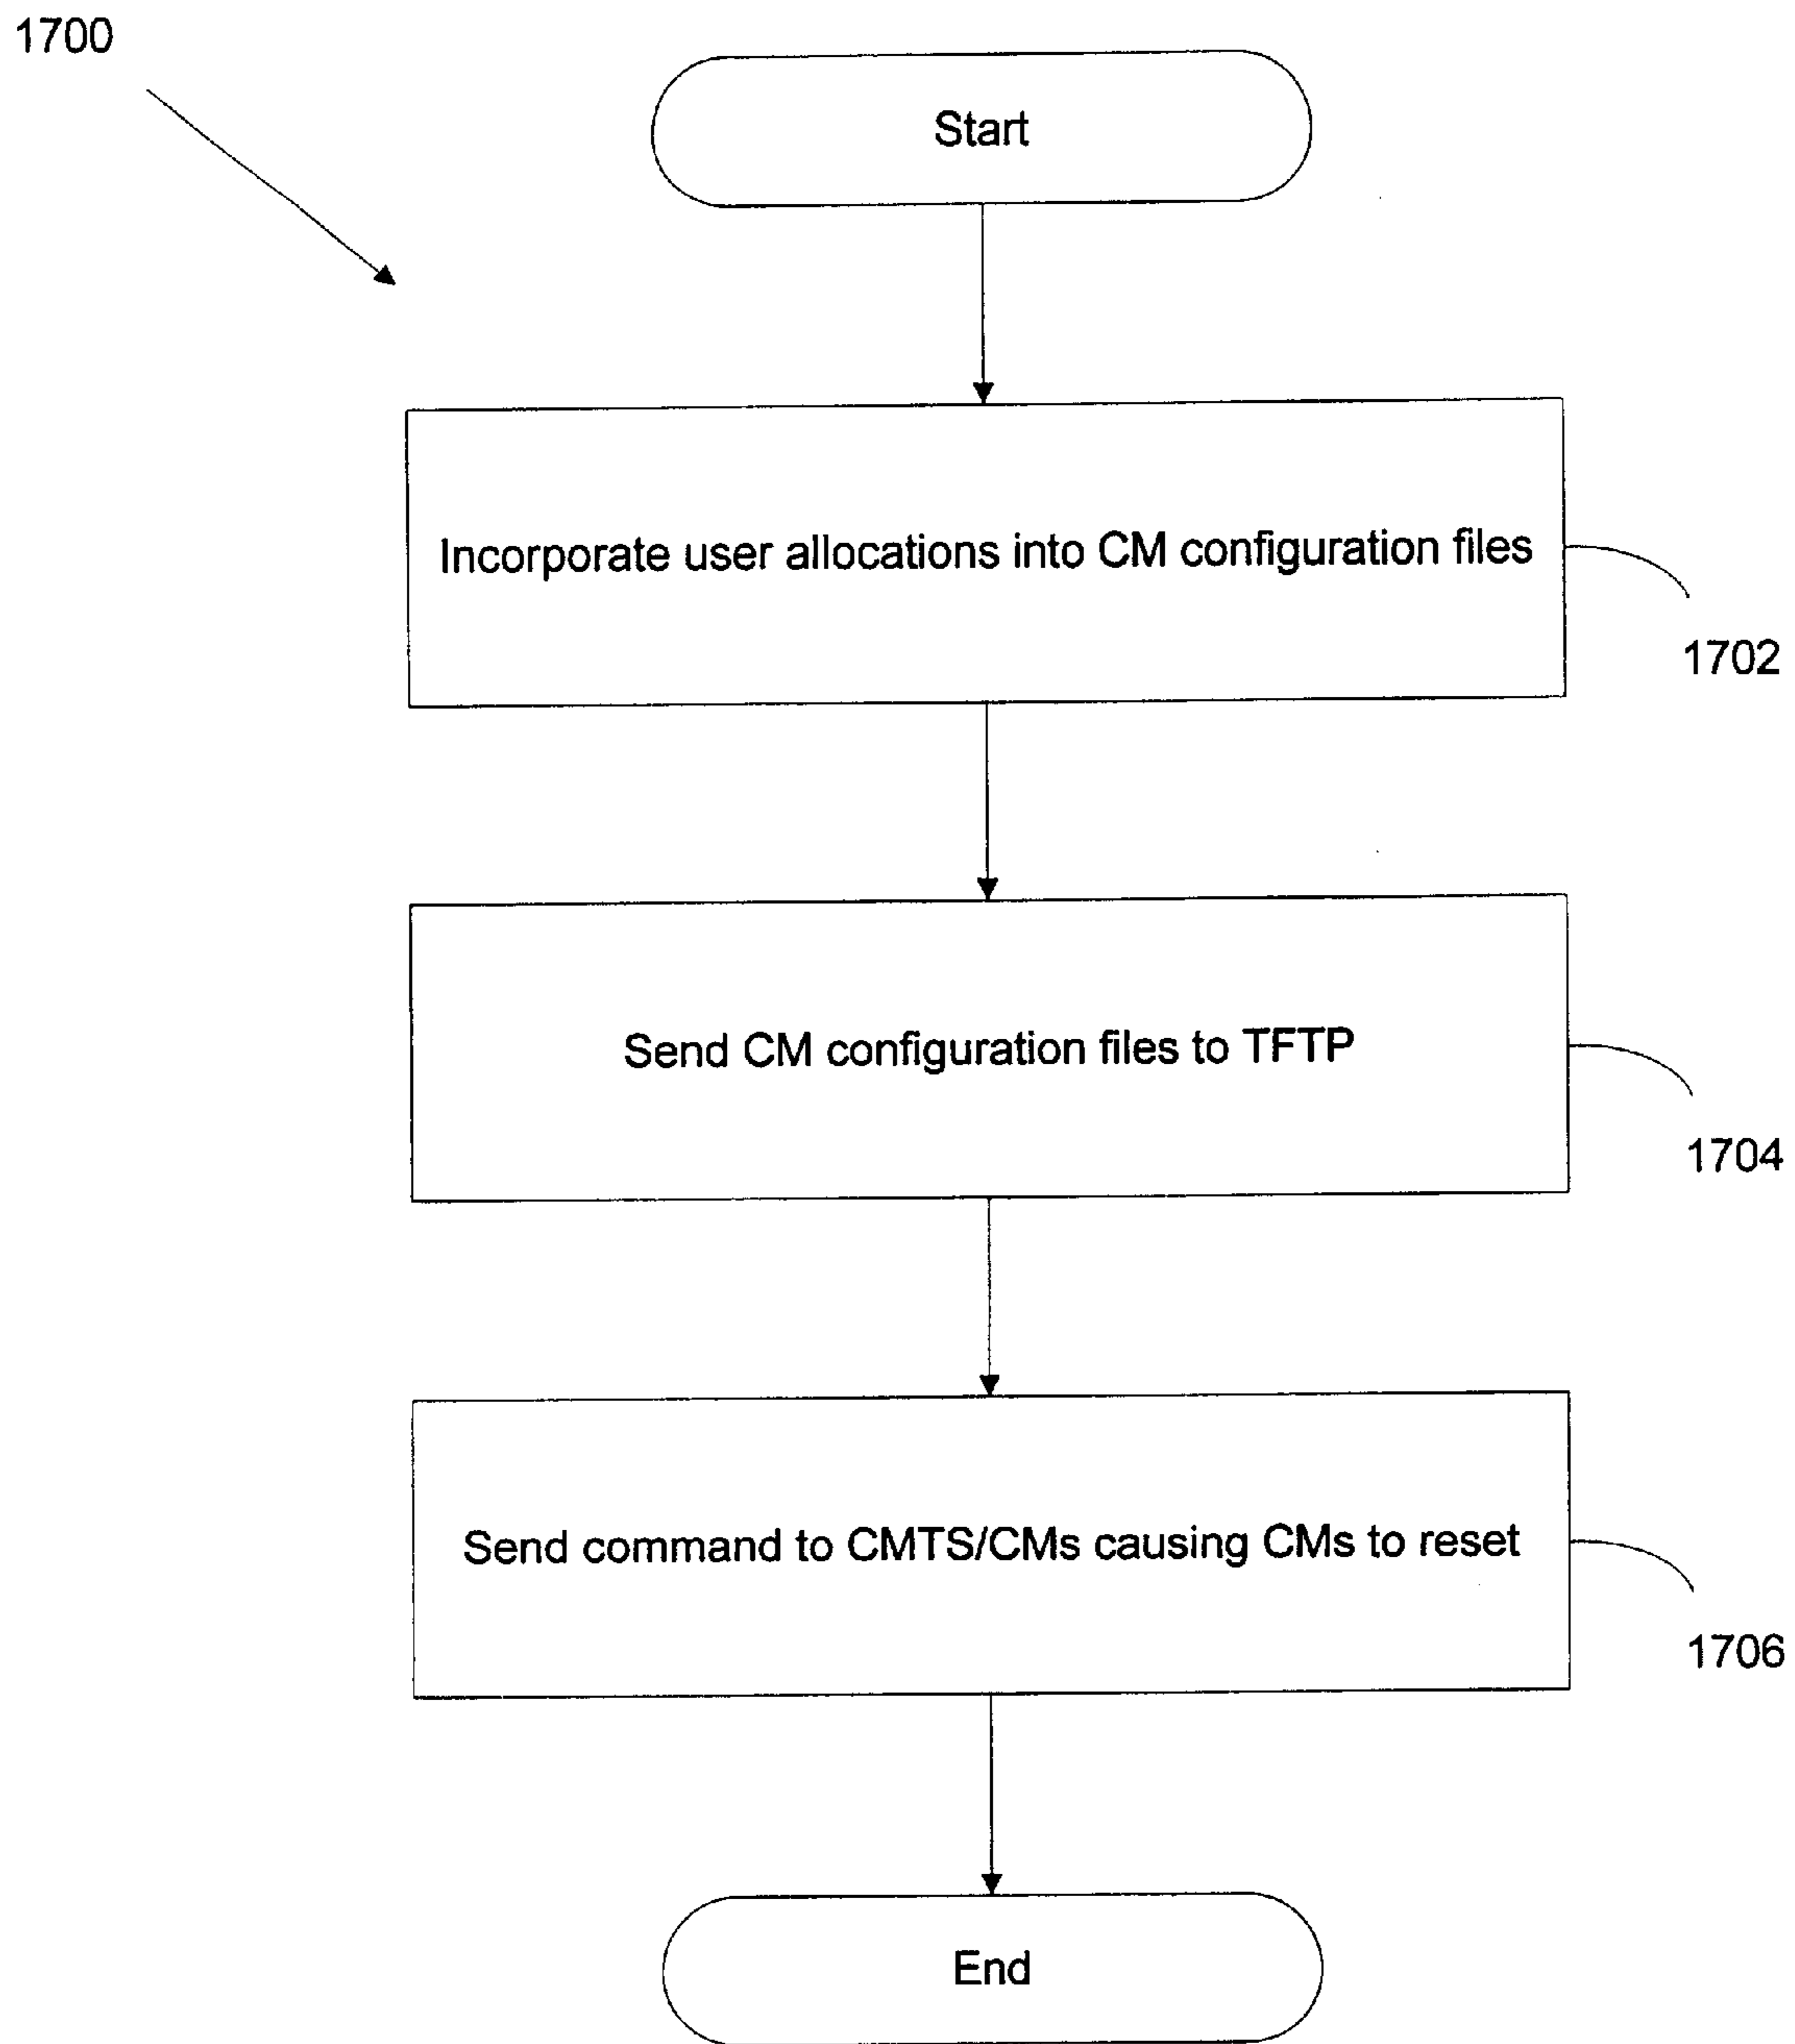 1700
Start
Incorporate user allocations into CM configuration files
1702
Send CM configuration files to TFTP
1704
Send command to CMTS/CMs causing CMs to reset
1706
End